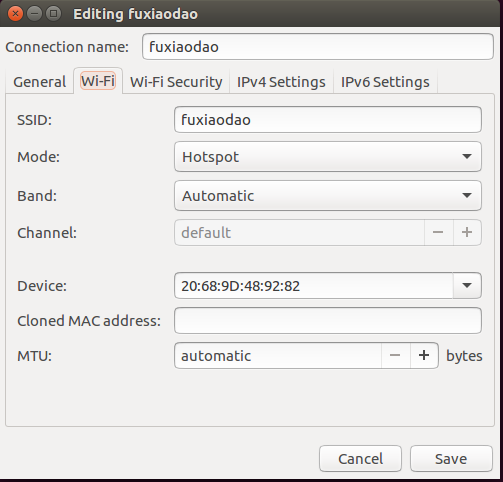 Editing fuxiaodao
Connection name: fuxiaodao
General Wi-Fi Wi-Fi Security IPv4 Settings IPv6 Settings
SSID: fuxiaodao
Mode: Hotspot
Band: Automatic
Channel: default − +
Device: 20:68:9D:48:92:82
Cloned MAC address:
MTU: automatic − + bytes
Cancel Save